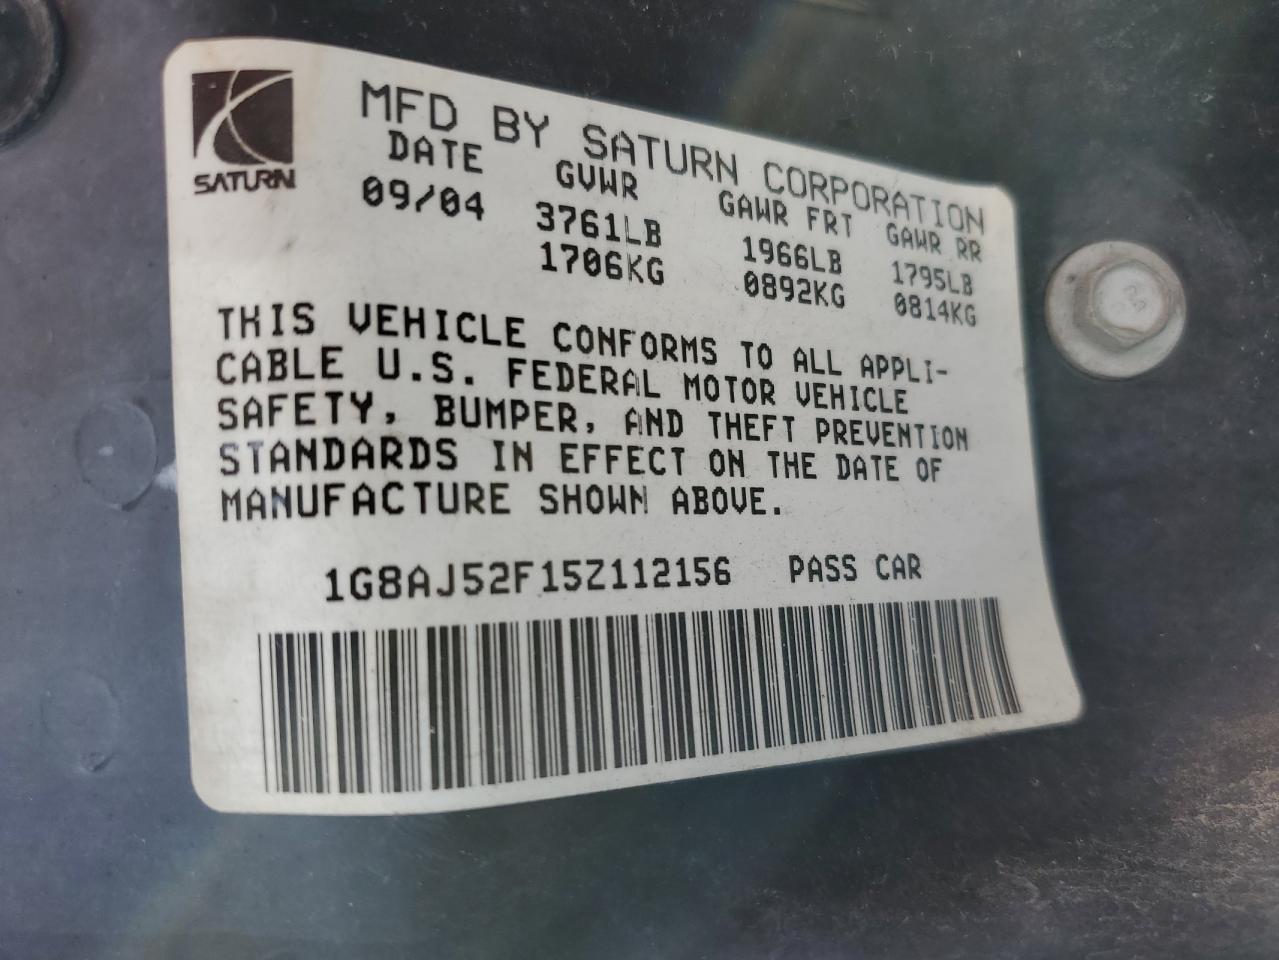 SATURN
MFD BY SATURN CORPORATION
DATE GVWR GAWR FRT GAWR RR
09/04 3761LB 1966LB 1795LB
1706KG 0892KG 0814KG
THIS VEHICLE CONFORMS TO ALL APPLI-
CABLE U.S. FEDERAL MOTOR VEHICLE
SAFETY, BUMPER, AND THEFT PREVENTION
STANDARDS IN EFFECT ON THE DATE OF
MANUFACTURE SHOWN ABOVE.
1G8AJ52F15Z112156 PASS CAR